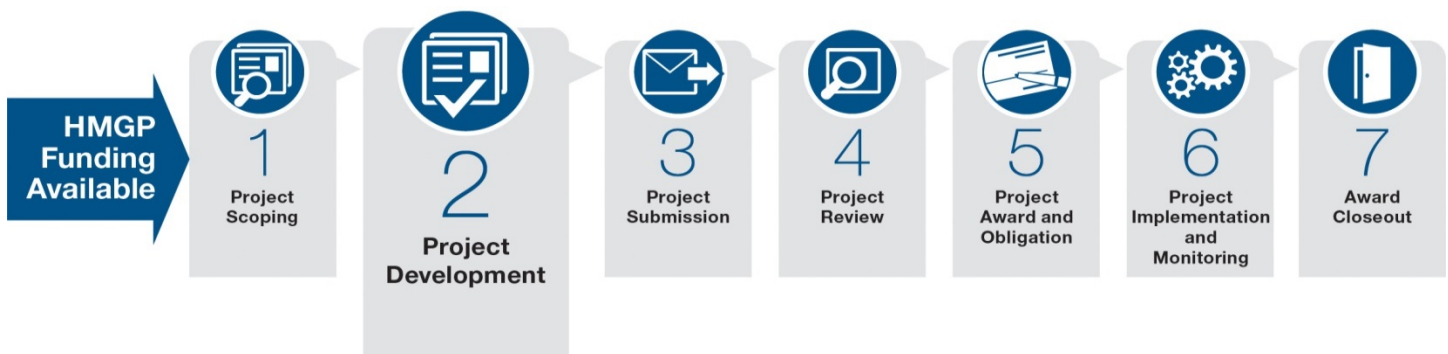 HMGP
Funding
Available
1
Project
Scoping
2
Project
Development
3
Project
Submission
4
Project
Review
5
Project
Award and
Obligation
6
Project
Implementation
and
Monitoring
7
Award
Closeout